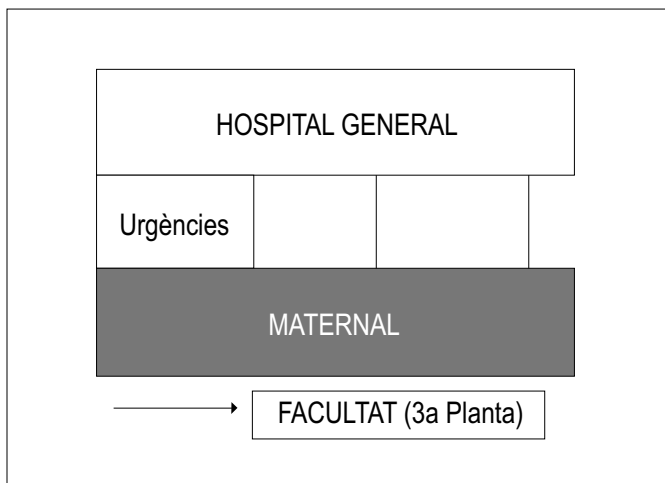 HOSPITAL GENERAL
Urgències
MATERNAL
FACULTAT (3a Planta)